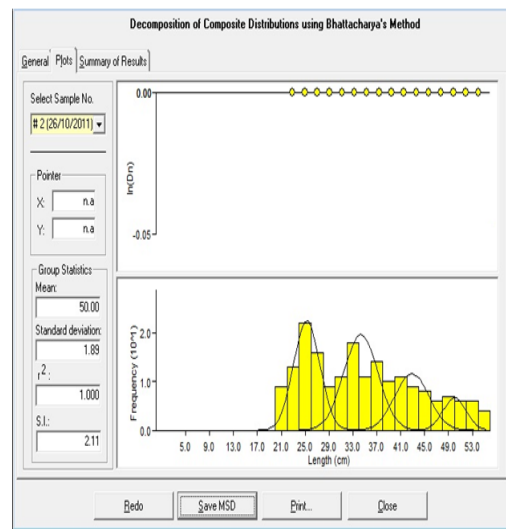 Decomposition of Composite Distributions using Bhattacharya's Method
General Plots Summary of Results
Select Sample No.
# 2 (26/10/2011)
Pointer
X: n.a
Y: n.a
Group Statistics
Mean:
50.00
Standard deviation:
1.89
r2 :
1.000
S.I.:
2.11
0.00
ln(Dn)
-0.05
Frequency (10^1)
2.0
1.0
0.0
5.0 9.0 13.0 17.0 21.0 25.0 29.0 33.0 37.0 41.0 45.0 49.0 53.0
Length (cm)
Redo Save MSD Print... Close